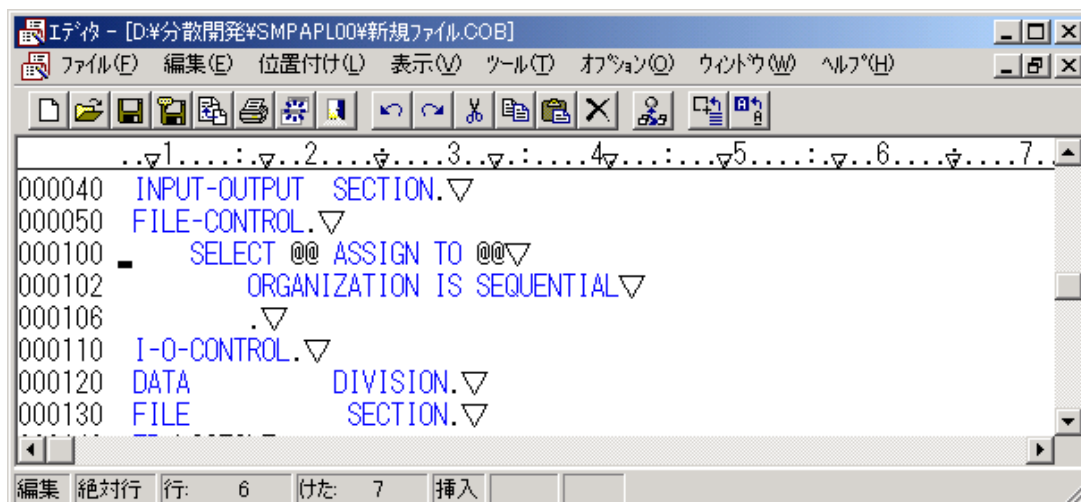 エディタ - [D:¥分散開発¥SMPAPL00¥新規ファイル.COB]
ファイル(F) 編集(E) 位置付け(L) 表示(V) ツール(T) オプション(O) ウィンドウ(W) ヘルプ(H)
..▽1....:.▽..2....▽....3..▽.:....4▽...:...▽5....:.▽..6....▽....7..
000040 INPUT-OUTPUT SECTION.▽
000050 FILE-CONTROL.▽
000100 SELECT @@ ASSIGN TO @@▽
000102 ORGANIZATION IS SEQUENTIAL▽
000106 .▽
000110 I-O-CONTROL.▽
000120 DATA DIVISION.▽
000130 FILE SECTION.▽
編集 絶対行 行: 6 けた: 7 挿入